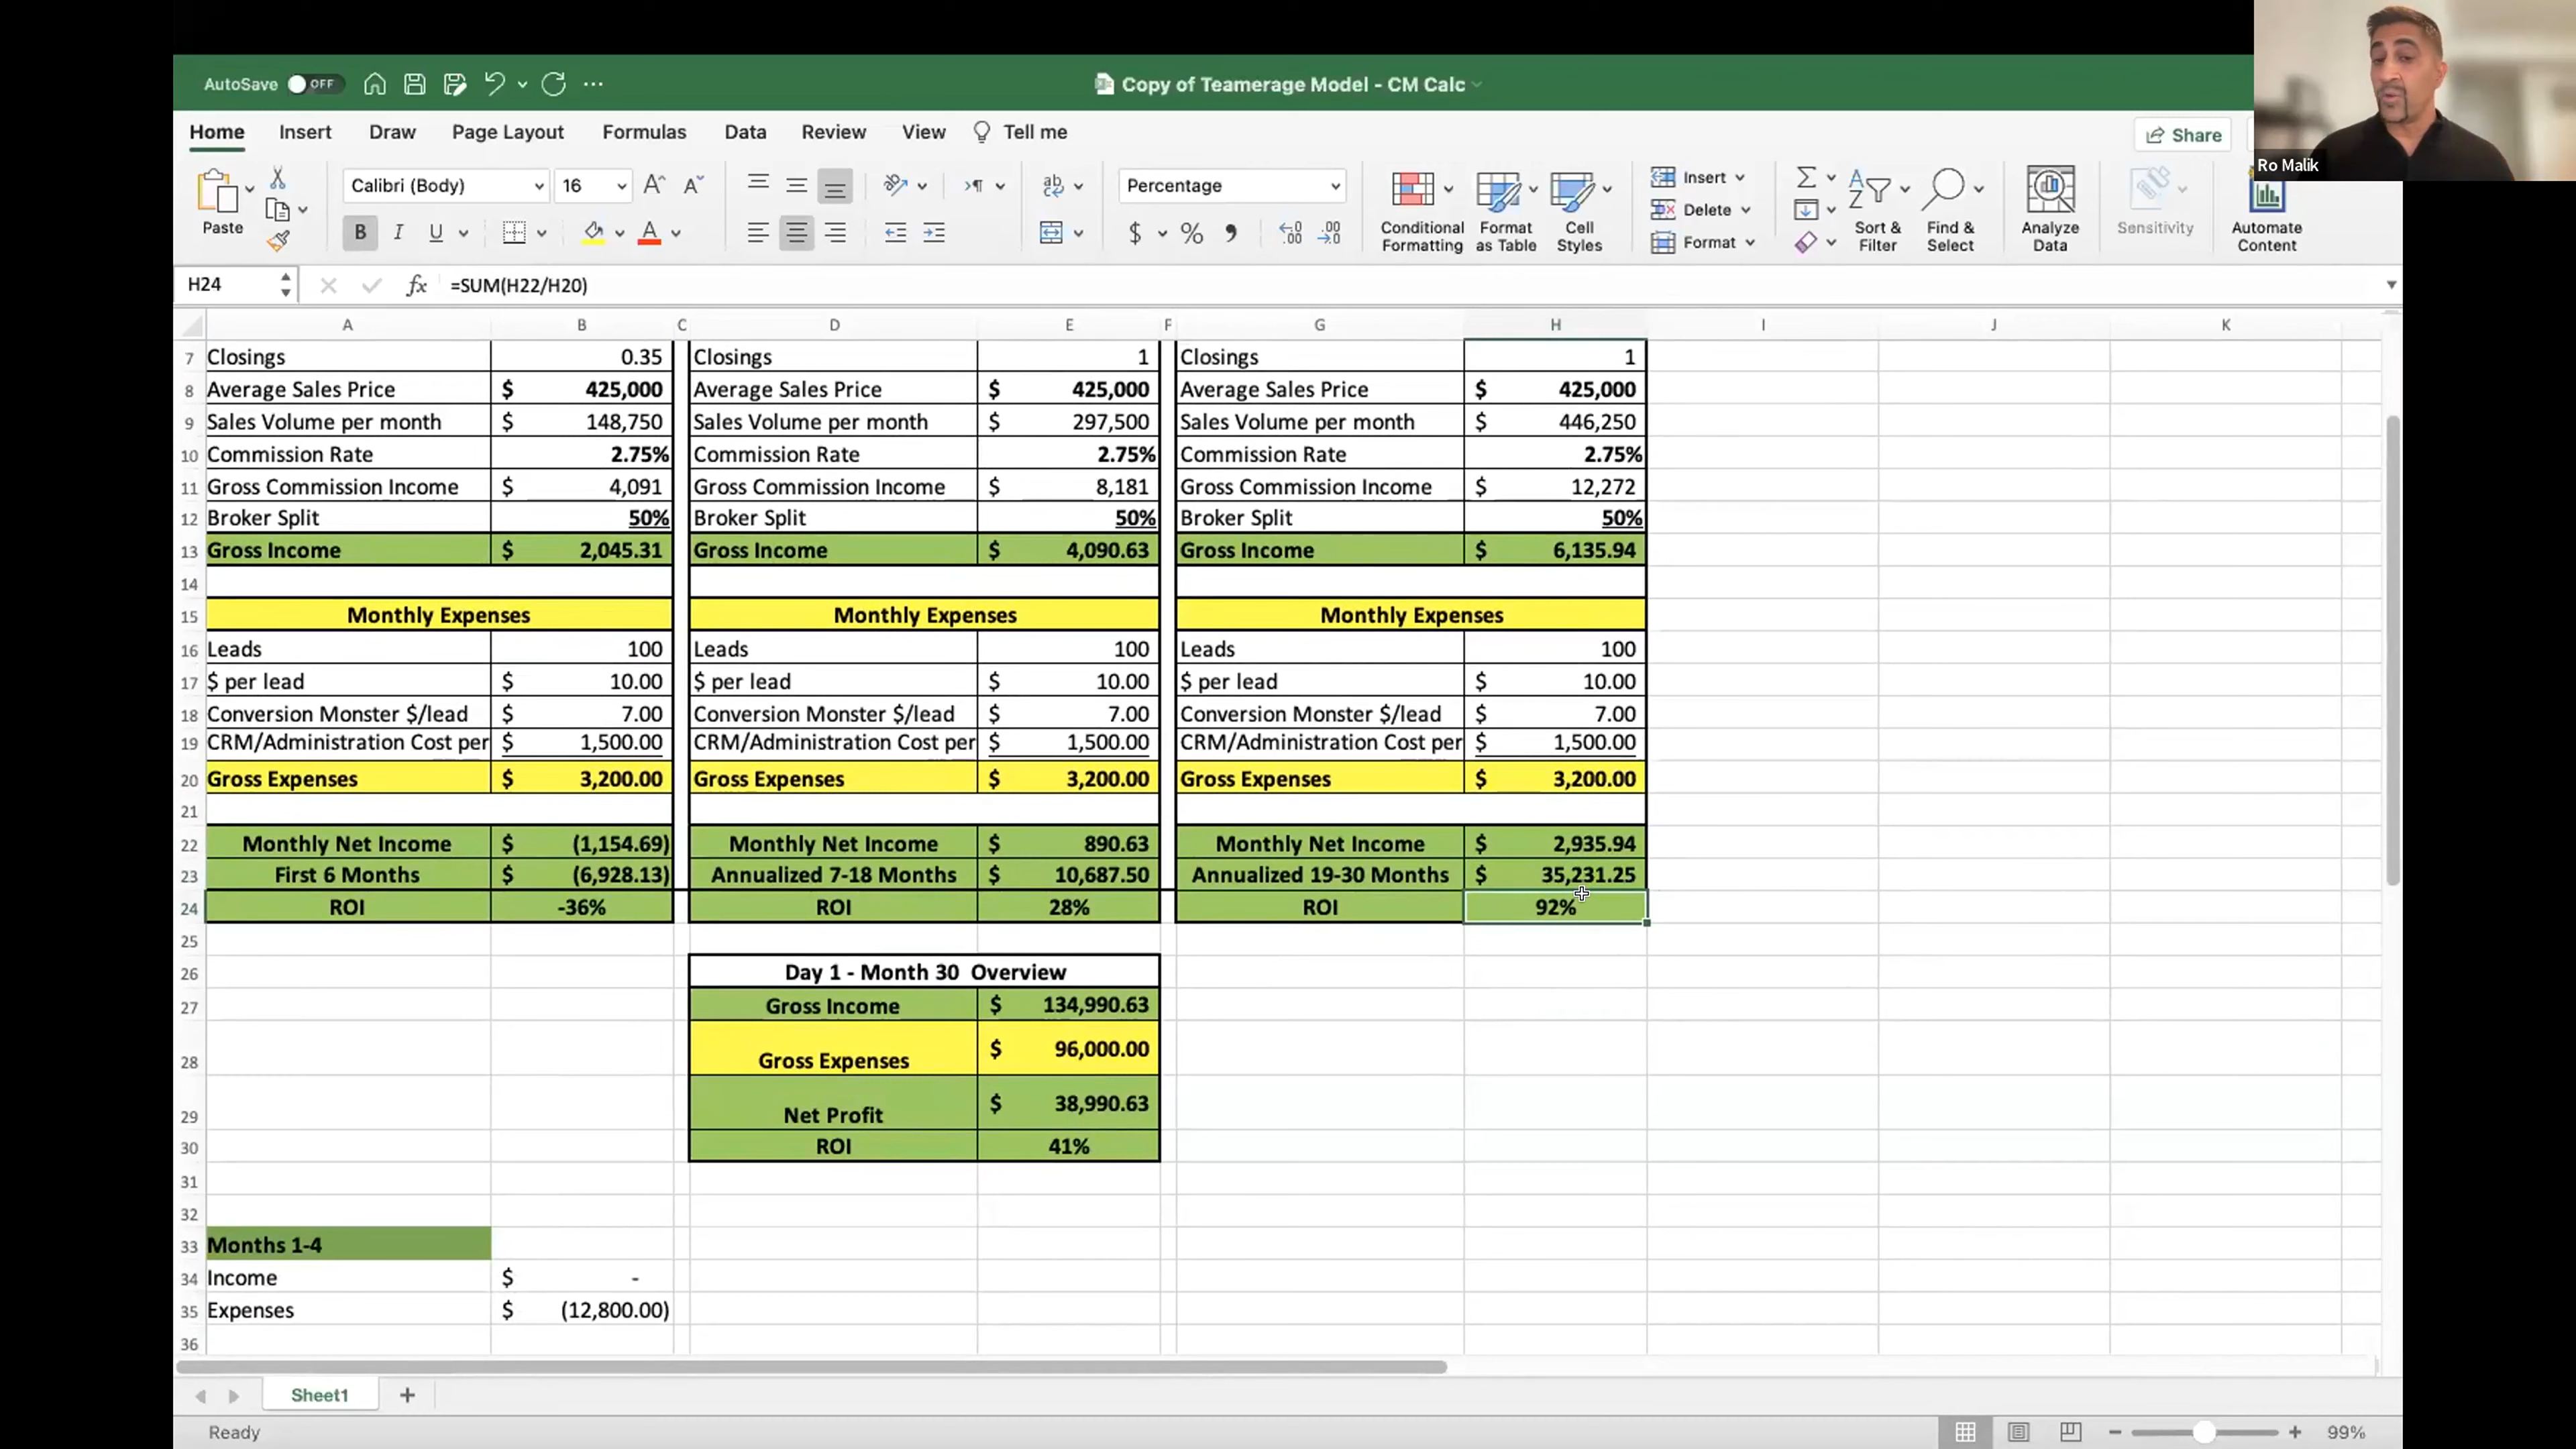 AutoSave OFF
Copy of Teamerage Model - CM Calc
Home Insert Draw Page Layout Formulas Data Review View Tell me
Share
Ro Malik
Paste
Calibri (Body) 16
B I U
Percentage
$ %
Conditional Formatting
Format as Table
Cell Styles
Insert
Delete
Format
Sort & Filter
Find & Select
Analyze Data
Sensitivity
Automate Content
H24 fx =SUM(H22/H20)
A B C D E F G H I J K
7 Closings 0.35 Closings 1 Closings 1
8 Average Sales Price $ 425,000 Average Sales Price $ 425,000 Average Sales Price $ 425,000
9 Sales Volume per month $ 148,750 Sales Volume per month $ 297,500 Sales Volume per month $ 446,250
10 Commission Rate 2.75% Commission Rate 2.75% Commission Rate 2.75%
11 Gross Commission Income $ 4,091 Gross Commission Income $ 8,181 Gross Commission Income $ 12,272
12 Broker Split 50% Broker Split 50% Broker Split 50%
13 Gross Income $ 2,045.31 Gross Income $ 4,090.63 Gross Income $ 6,135.94
14
15 Monthly Expenses Monthly Expenses Monthly Expenses
16 Leads 100 Leads 100 Leads 100
17 $ per lead $ 10.00 $ per lead $ 10.00 $ per lead $ 10.00
18 Conversion Monster $/lead $ 7.00 Conversion Monster $/lead $ 7.00 Conversion Monster $/lead $ 7.00
19 CRM/Administration Cost per $ 1,500.00 CRM/Administration Cost per $ 1,500.00 CRM/Administration Cost per $ 1,500.00
20 Gross Expenses $ 3,200.00 Gross Expenses $ 3,200.00 Gross Expenses $ 3,200.00
21
22 Monthly Net Income $ (1,154.69) Monthly Net Income $ 890.63 Monthly Net Income $ 2,935.94
23 First 6 Months $ (6,928.13) Annualized 7-18 Months $ 10,687.50 Annualized 19-30 Months $ 35,231.25
24 ROI -36% ROI 28% ROI 92%
25
26 Day 1 - Month 30 Overview
27 Gross Income $ 134,990.63
28 Gross Expenses $ 96,000.00
29 Net Profit $ 38,990.63
30 ROI 41%
31
32
33 Months 1-4
34 Income $ -
35 Expenses $ (12,800.00)
36
Sheet1 +
Ready
99%